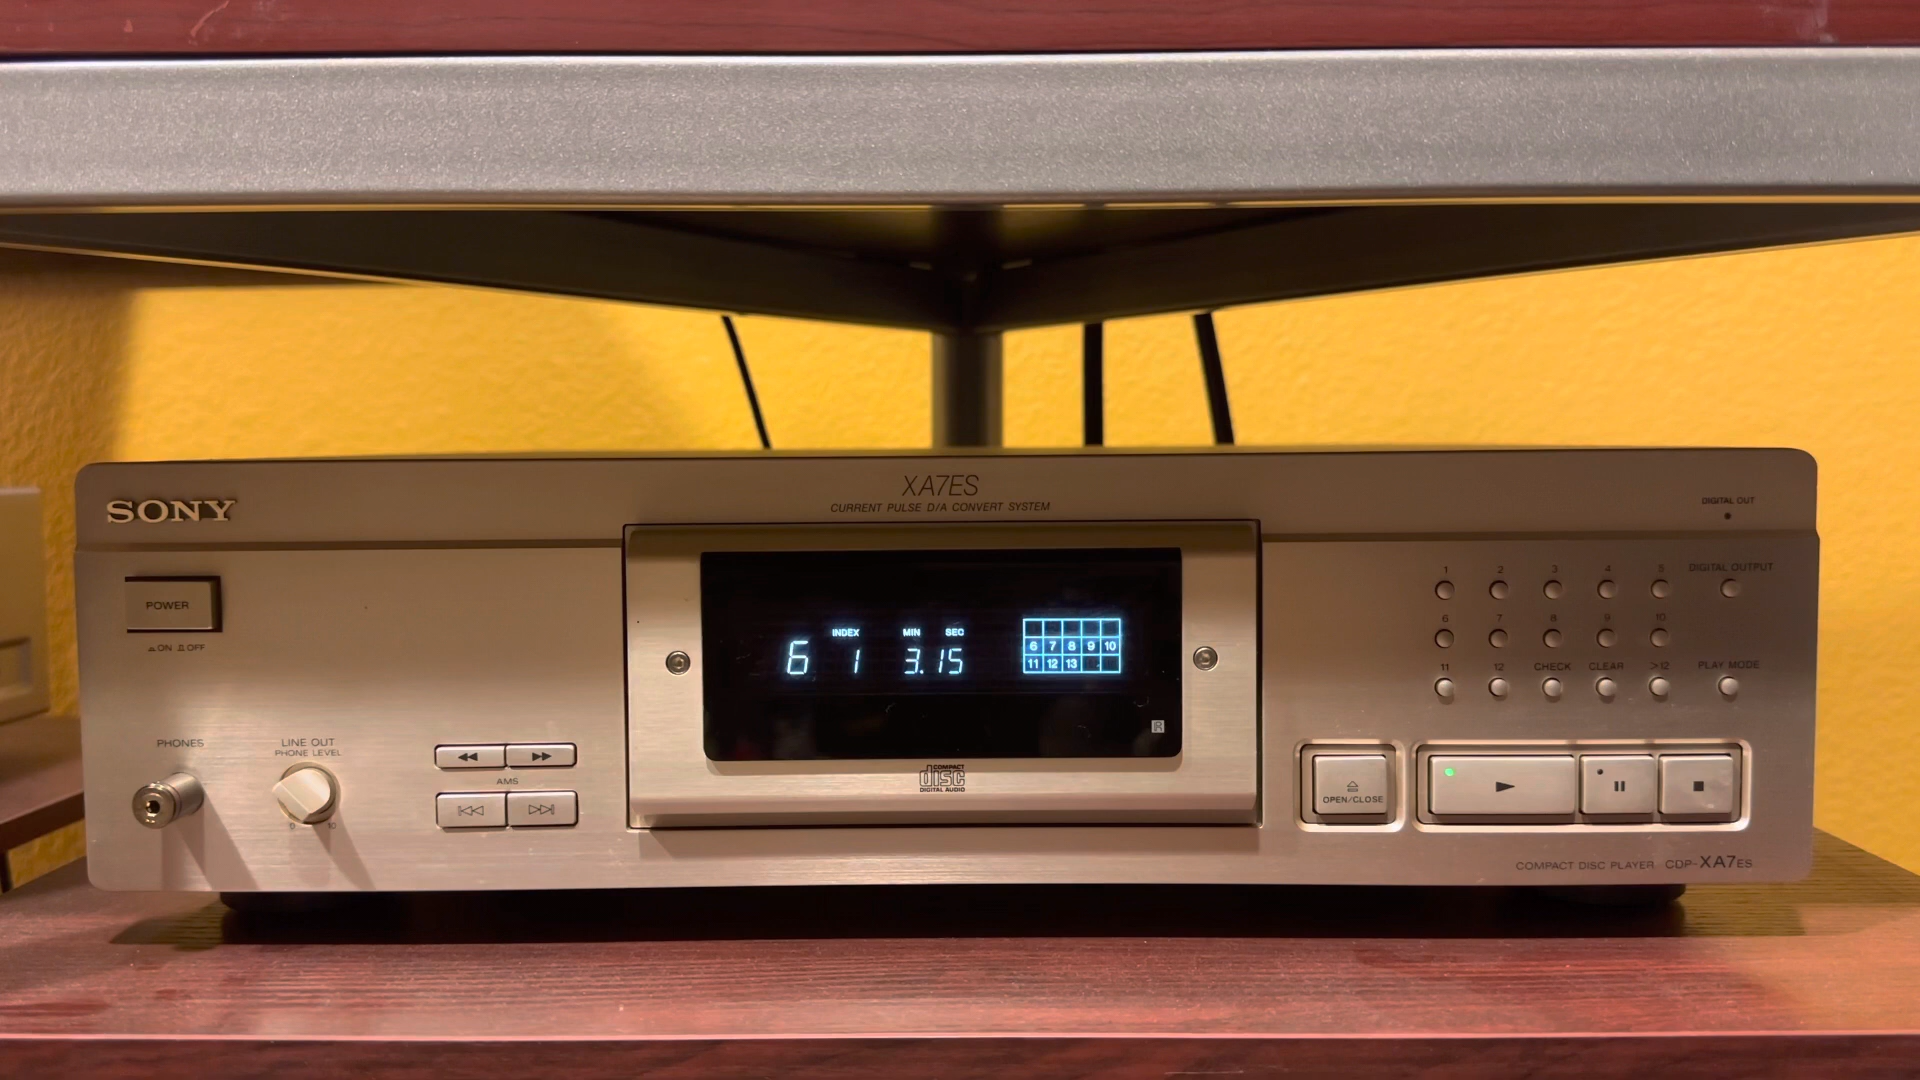 SONY
XA7ES
CURRENT PULSE D/A CONVERT SYSTEM
DIGITAL OUT
POWER
ON OFF
INDEX MIN SEC
6 1 3.15
6 7 8 9 10
11 12 13
R
1 2 3 4 5 DIGITAL OUTPUT
6 7 8 9 10
11 12 CHECK CLEAR >12 PLAY MODE
PHONES
LINE OUT
PHONE LEVEL
0 10
AMS
COMPACT
disc
DIGITAL AUDIO
OPEN/CLOSE
COMPACT DISC PLAYER CDP-XA7ES